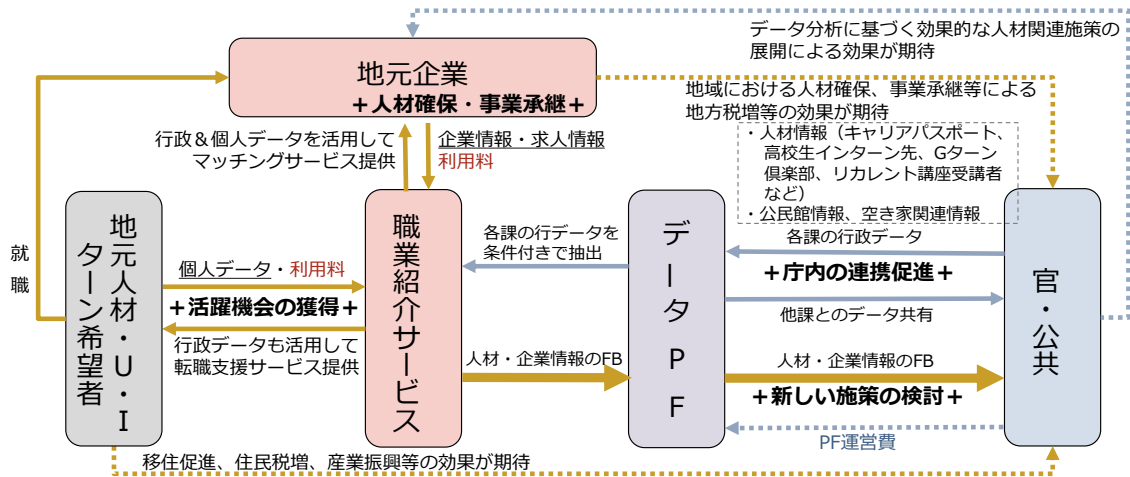 データ分析に基づく効果的な人材関連施策の
展開による効果が期待
地元企業
+人材確保・事業承継+
地域における人材確保、事業承継等による
地方税増等の効果が期待
行政&個人データを活用して
マッチングサービス提供
企業情報・求人情報
利用料
・人材情報(キャリアパスポート、
高校生インターン先、Gターン
倶楽部、リカレント講座受講者
など)
・公民館情報、空き家関連情報
就職
地元人材・U・I
ターン希望者
個人データ・利用料
+活躍機会の獲得+
行政データも活用して
転職支援サービス提供
職業紹介サービス
各課の行データを
条件付きで抽出
人材・企業情報のFB
データPF
各課の行政データ
+庁内の連携促進+
他課とのデータ共有
人材・企業情報のFB
+新しい施策の検討+
PF運営費
官・公共
移住促進、住民税増、産業振興等の効果が期待